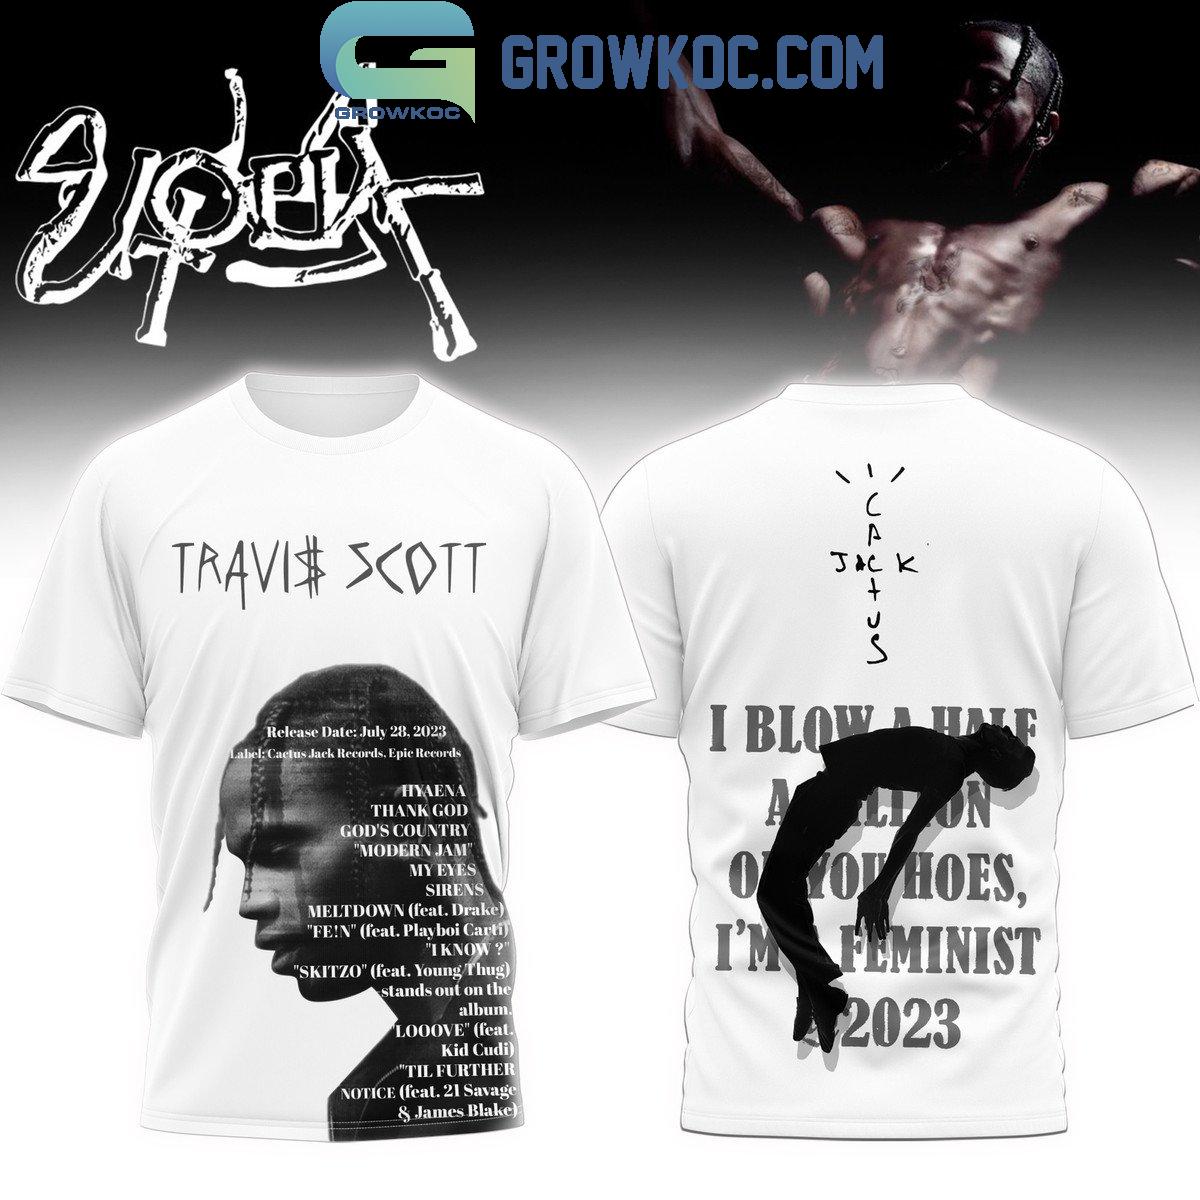 GROWKOC
GROWKOC.COM
UTOPIA
TRAVI$ SCOTT
Release Date: July 28, 2023
Label: Cactus Jack Records, Epic Records
HYAENA
THANK GOD
GOD'S COUNTRY
"MODERN JAM"
MY EYES
SIRENS
MELTDOWN (feat. Drake)
"FE!N" (feat. Playboi Carti)
"I KNOW ?"
"SKITZO" (feat. Young Thug)
stands out on the
album.
LOOOVE" (feat.
Kid Cudi)
"TIL FURTHER
NOTICE (feat. 21 Savage
& James Blake)
CACTUS
JACK
I BLOW A HALF
A MILLION
ON YOU HOES,
I'M A FEMINIST
2023